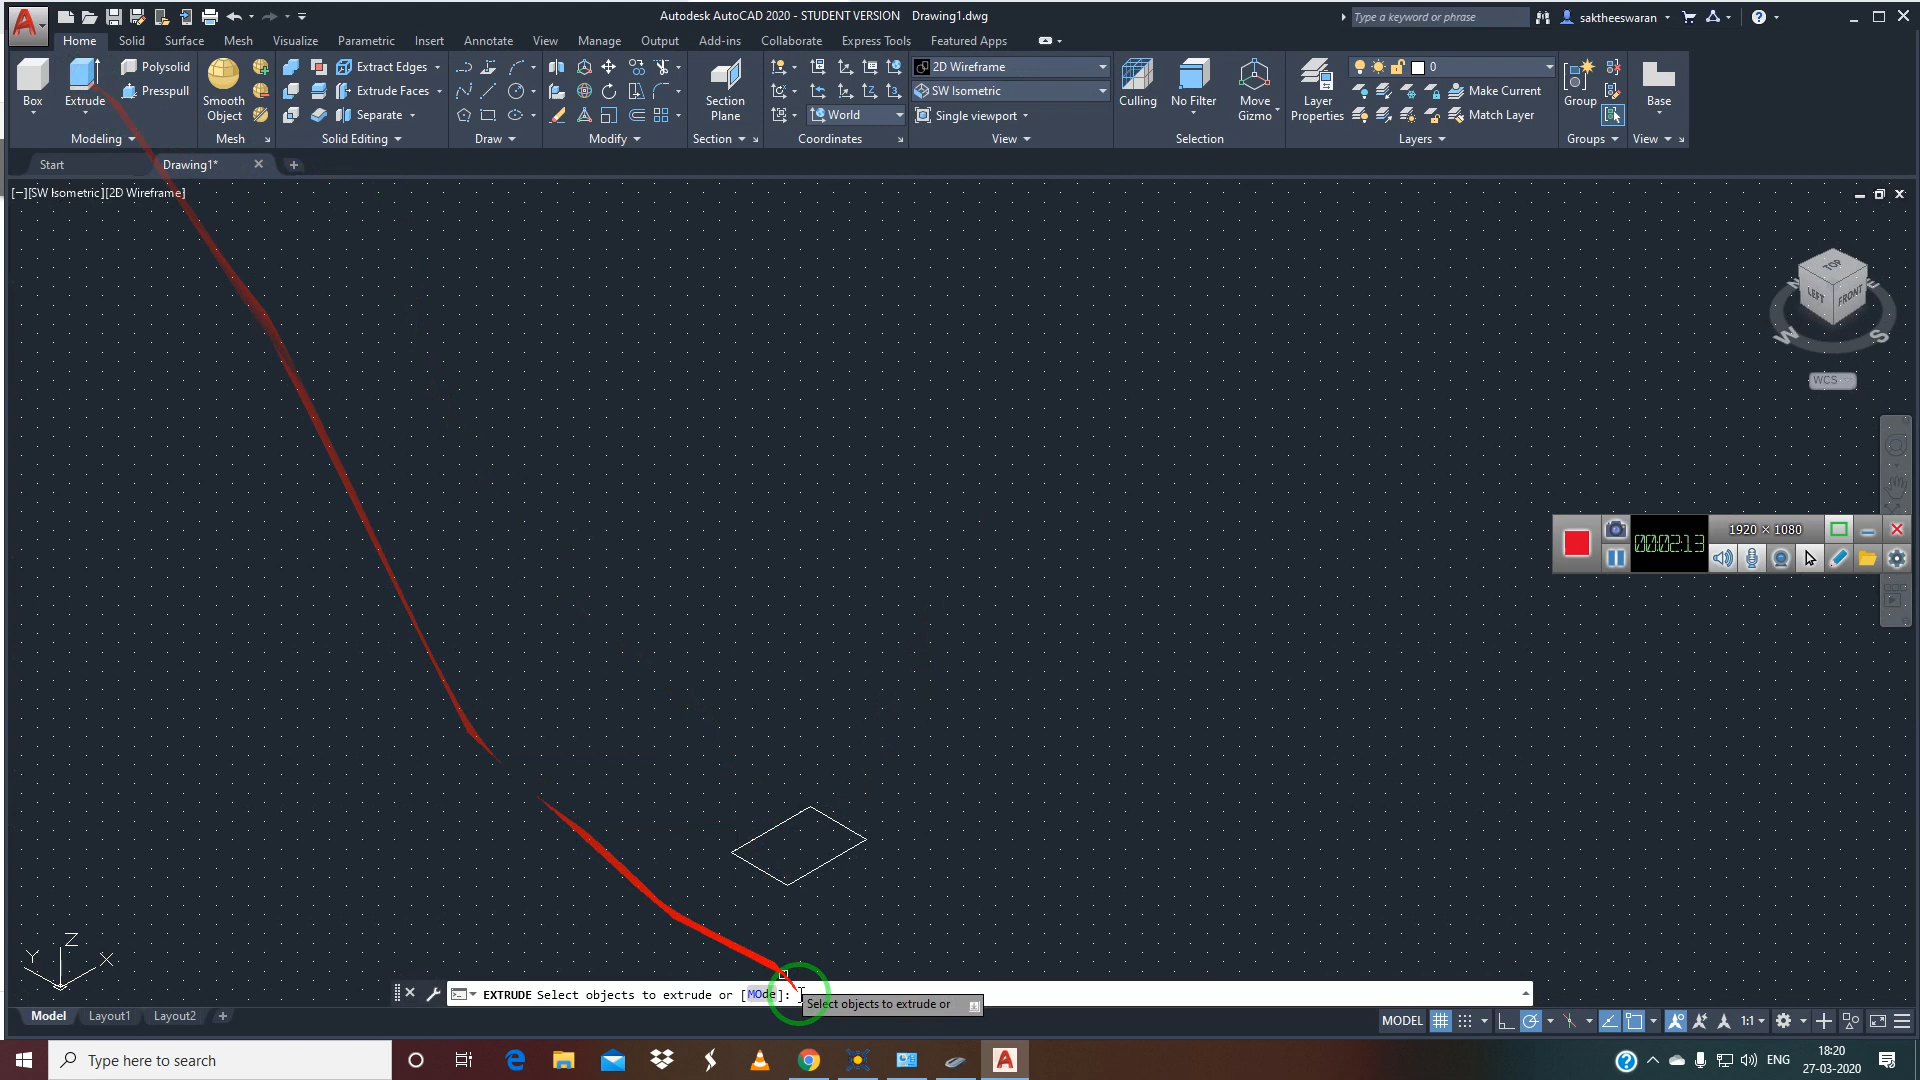 Autodesk AutoCAD 2020 - STUDENT VERSION Drawing1.dwg
Type a keyword or phrase
saktheeswaran
Home Solid Surface Mesh Visualize Parametric Insert Annotate View Manage Output Add-ins Collaborate Express Tools Featured Apps
Box
Extrude
Polysolid
Presspull
Modeling
Smooth Object
Mesh
Extract Edges
Extrude Faces
Separate
Solid Editing
Draw
Modify
Section Plane
Section
World
Coordinates
2D Wireframe
SW Isometric
Single viewport
View
Culling
No Filter
Move Gizmo
Selection
Layer Properties
0
Make Current
Match Layer
Layers
Group
Groups
Base
View
Start
Drawing1*
[−][SW Isometric][2D Wireframe]
TOP
LEFT
FRONT
N
E
W
S
WCS
1920 × 1080
00:02:13
Z
Y
X
EXTRUDE Select objects to extrude or [MOde]:
Select objects to extrude or
Model Layout1 Layout2
MODEL
1:1
Type here to search
ENG
18:20
27-03-2020